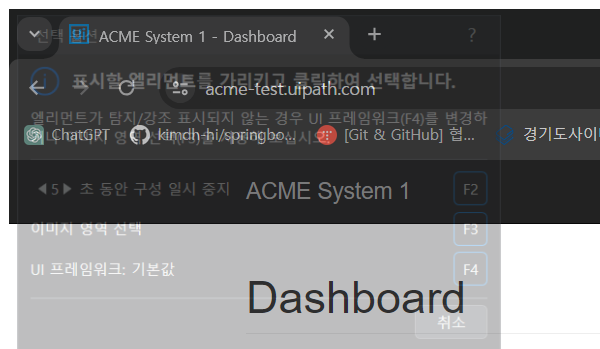 선택 옵션
ACME System 1 - Dashboard
?
표시할 엘리먼트를 가리키고 클릭하여 선택합니다.
acme-test.uipath.com
엘리먼트가 탐지/강조 표시되지 않는 경우 UI 프레임워크(F4)를 변경하
ChatGPT
kimdh-hi/springbo...
[Git & GitHub] 협...
경기도사이
5 초 동안 구성 일시 중지
F2
ACME System 1
이미지 영역 선택
F3
UI 프레임워크: 기본값
F4
Dashboard
취소